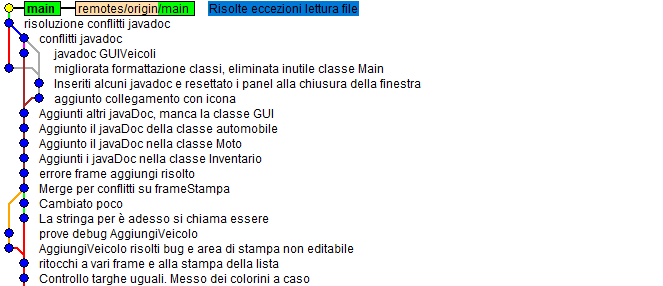 main remotes/origin/main Risolte eccezioni lettura file
risoluzione conflitti javadoc
conflitti javadoc
javadoc GUIVeicoli
migliorata formattazione classi, eliminata inutile classe Main
Inseriti alcuni javadoc e resettato i panel alla chiusura della finestra
aggiunto collegamento con icona
Aggiunti altri javaDoc, manca la classe GUI
Aggiunto il javaDoc della classe automobile
Aggiunto il javaDoc nella classe Moto
Aggiunti i javaDoc nella classe Inventario
errore frame aggiungi risolto
Merge per conflitti su frameStampa
Cambiato poco
La stringa per è adesso si chiama essere
prove debug AggiungiVeicolo
AggiungiVeicolo risolti bug e area di stampa non editabile
ritocchi a vari frame e alla stampa della lista
Controllo targhe uguali. Messo dei colorini a caso